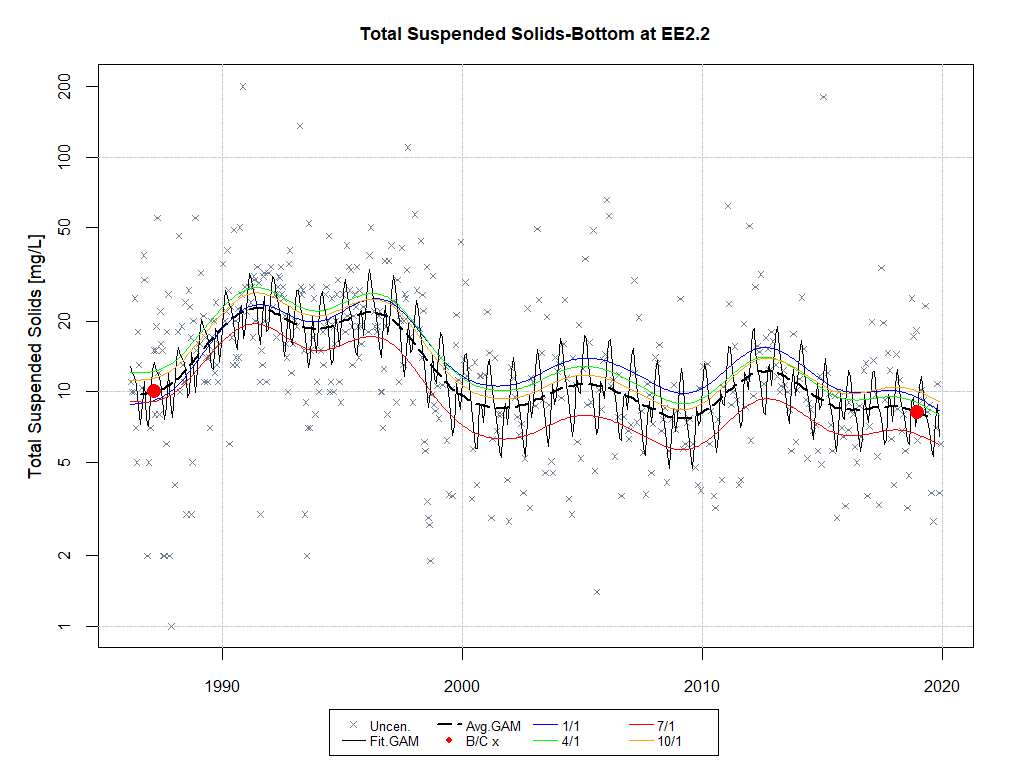 Total Suspended Solids-Bottom at EE2.2
Total Suspended Solids [mg/L]
200
100
50
20
10
5
2
1
1990 2000 2010 2020
Uncen. Avg.GAM 1/1 7/1
Fit.GAM B/C x 4/1 10/1